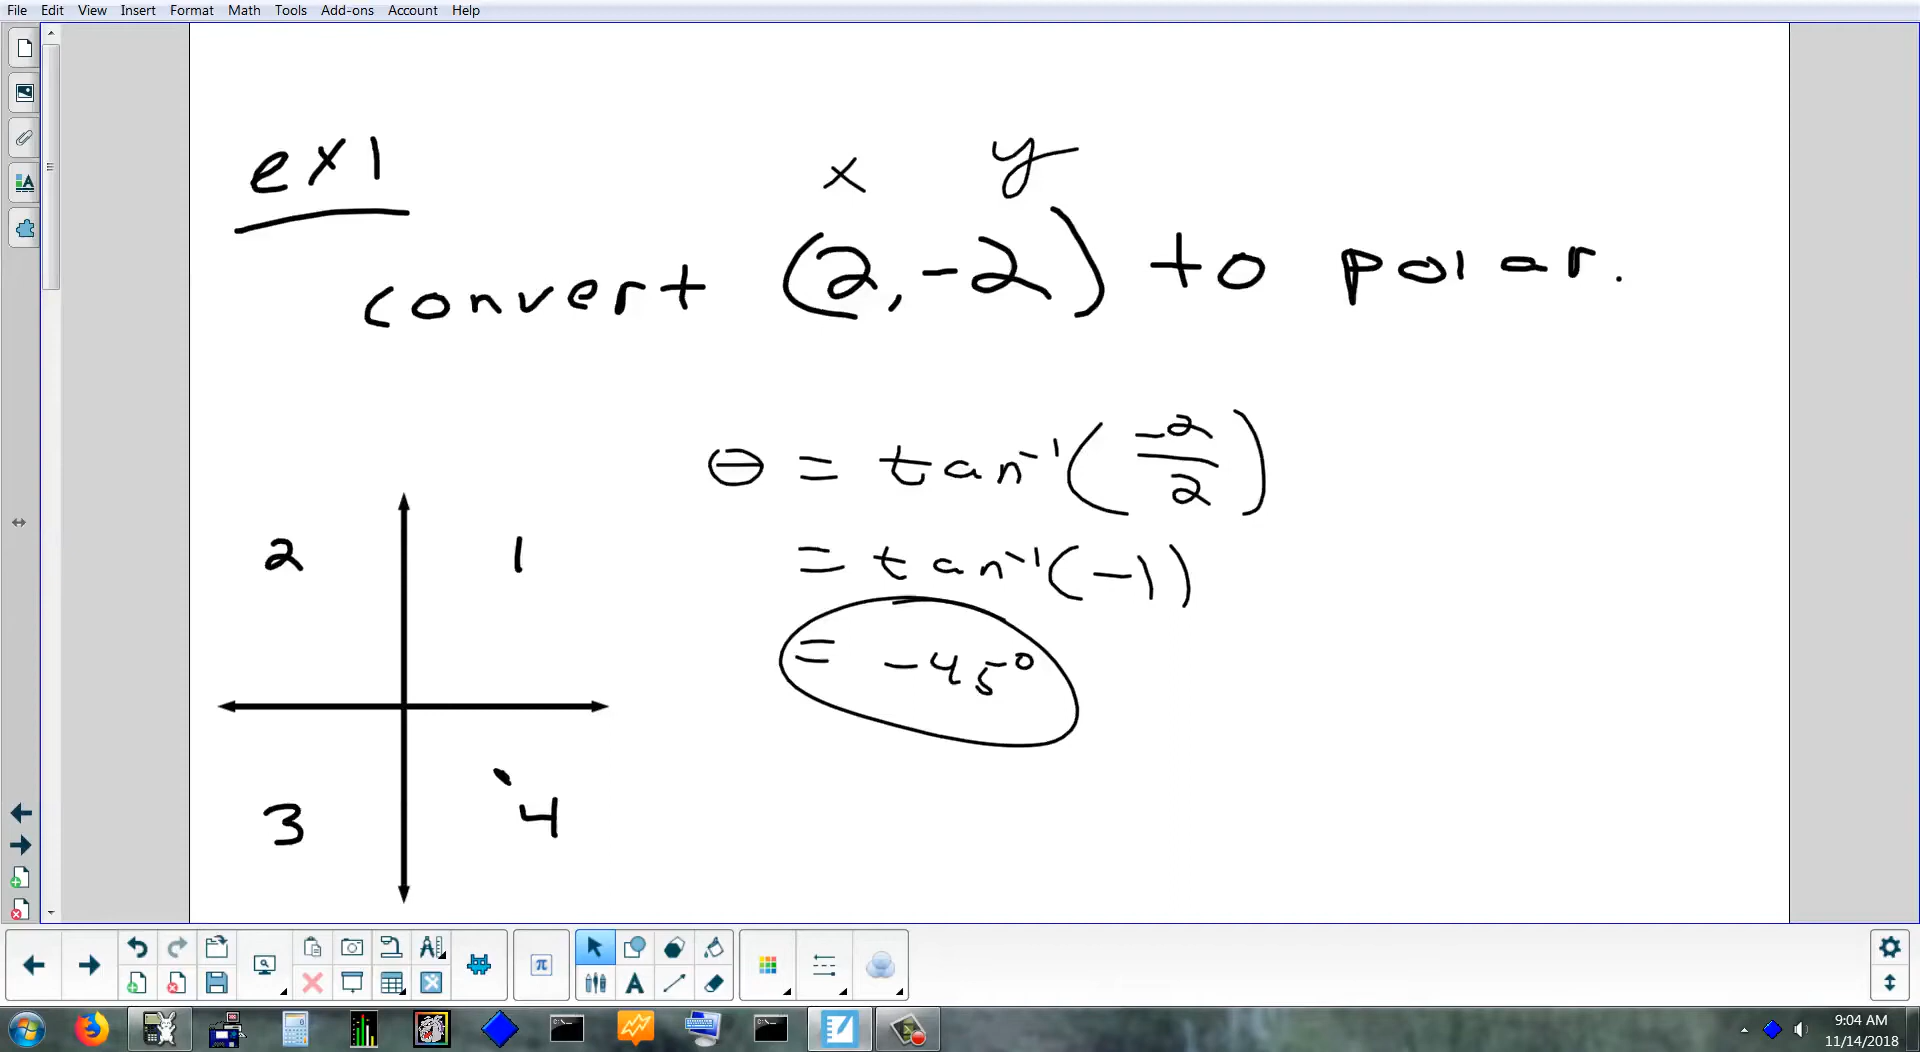 File Edit View Insert Format Math Tools Add-ons Account Help
ex1
x y
convert (2, -2) to polar.
θ = tan⁻¹(-2/2)
= tan⁻¹(-1)
= -45°
2 1
3 4
π
A
9:04 AM
11/14/2018